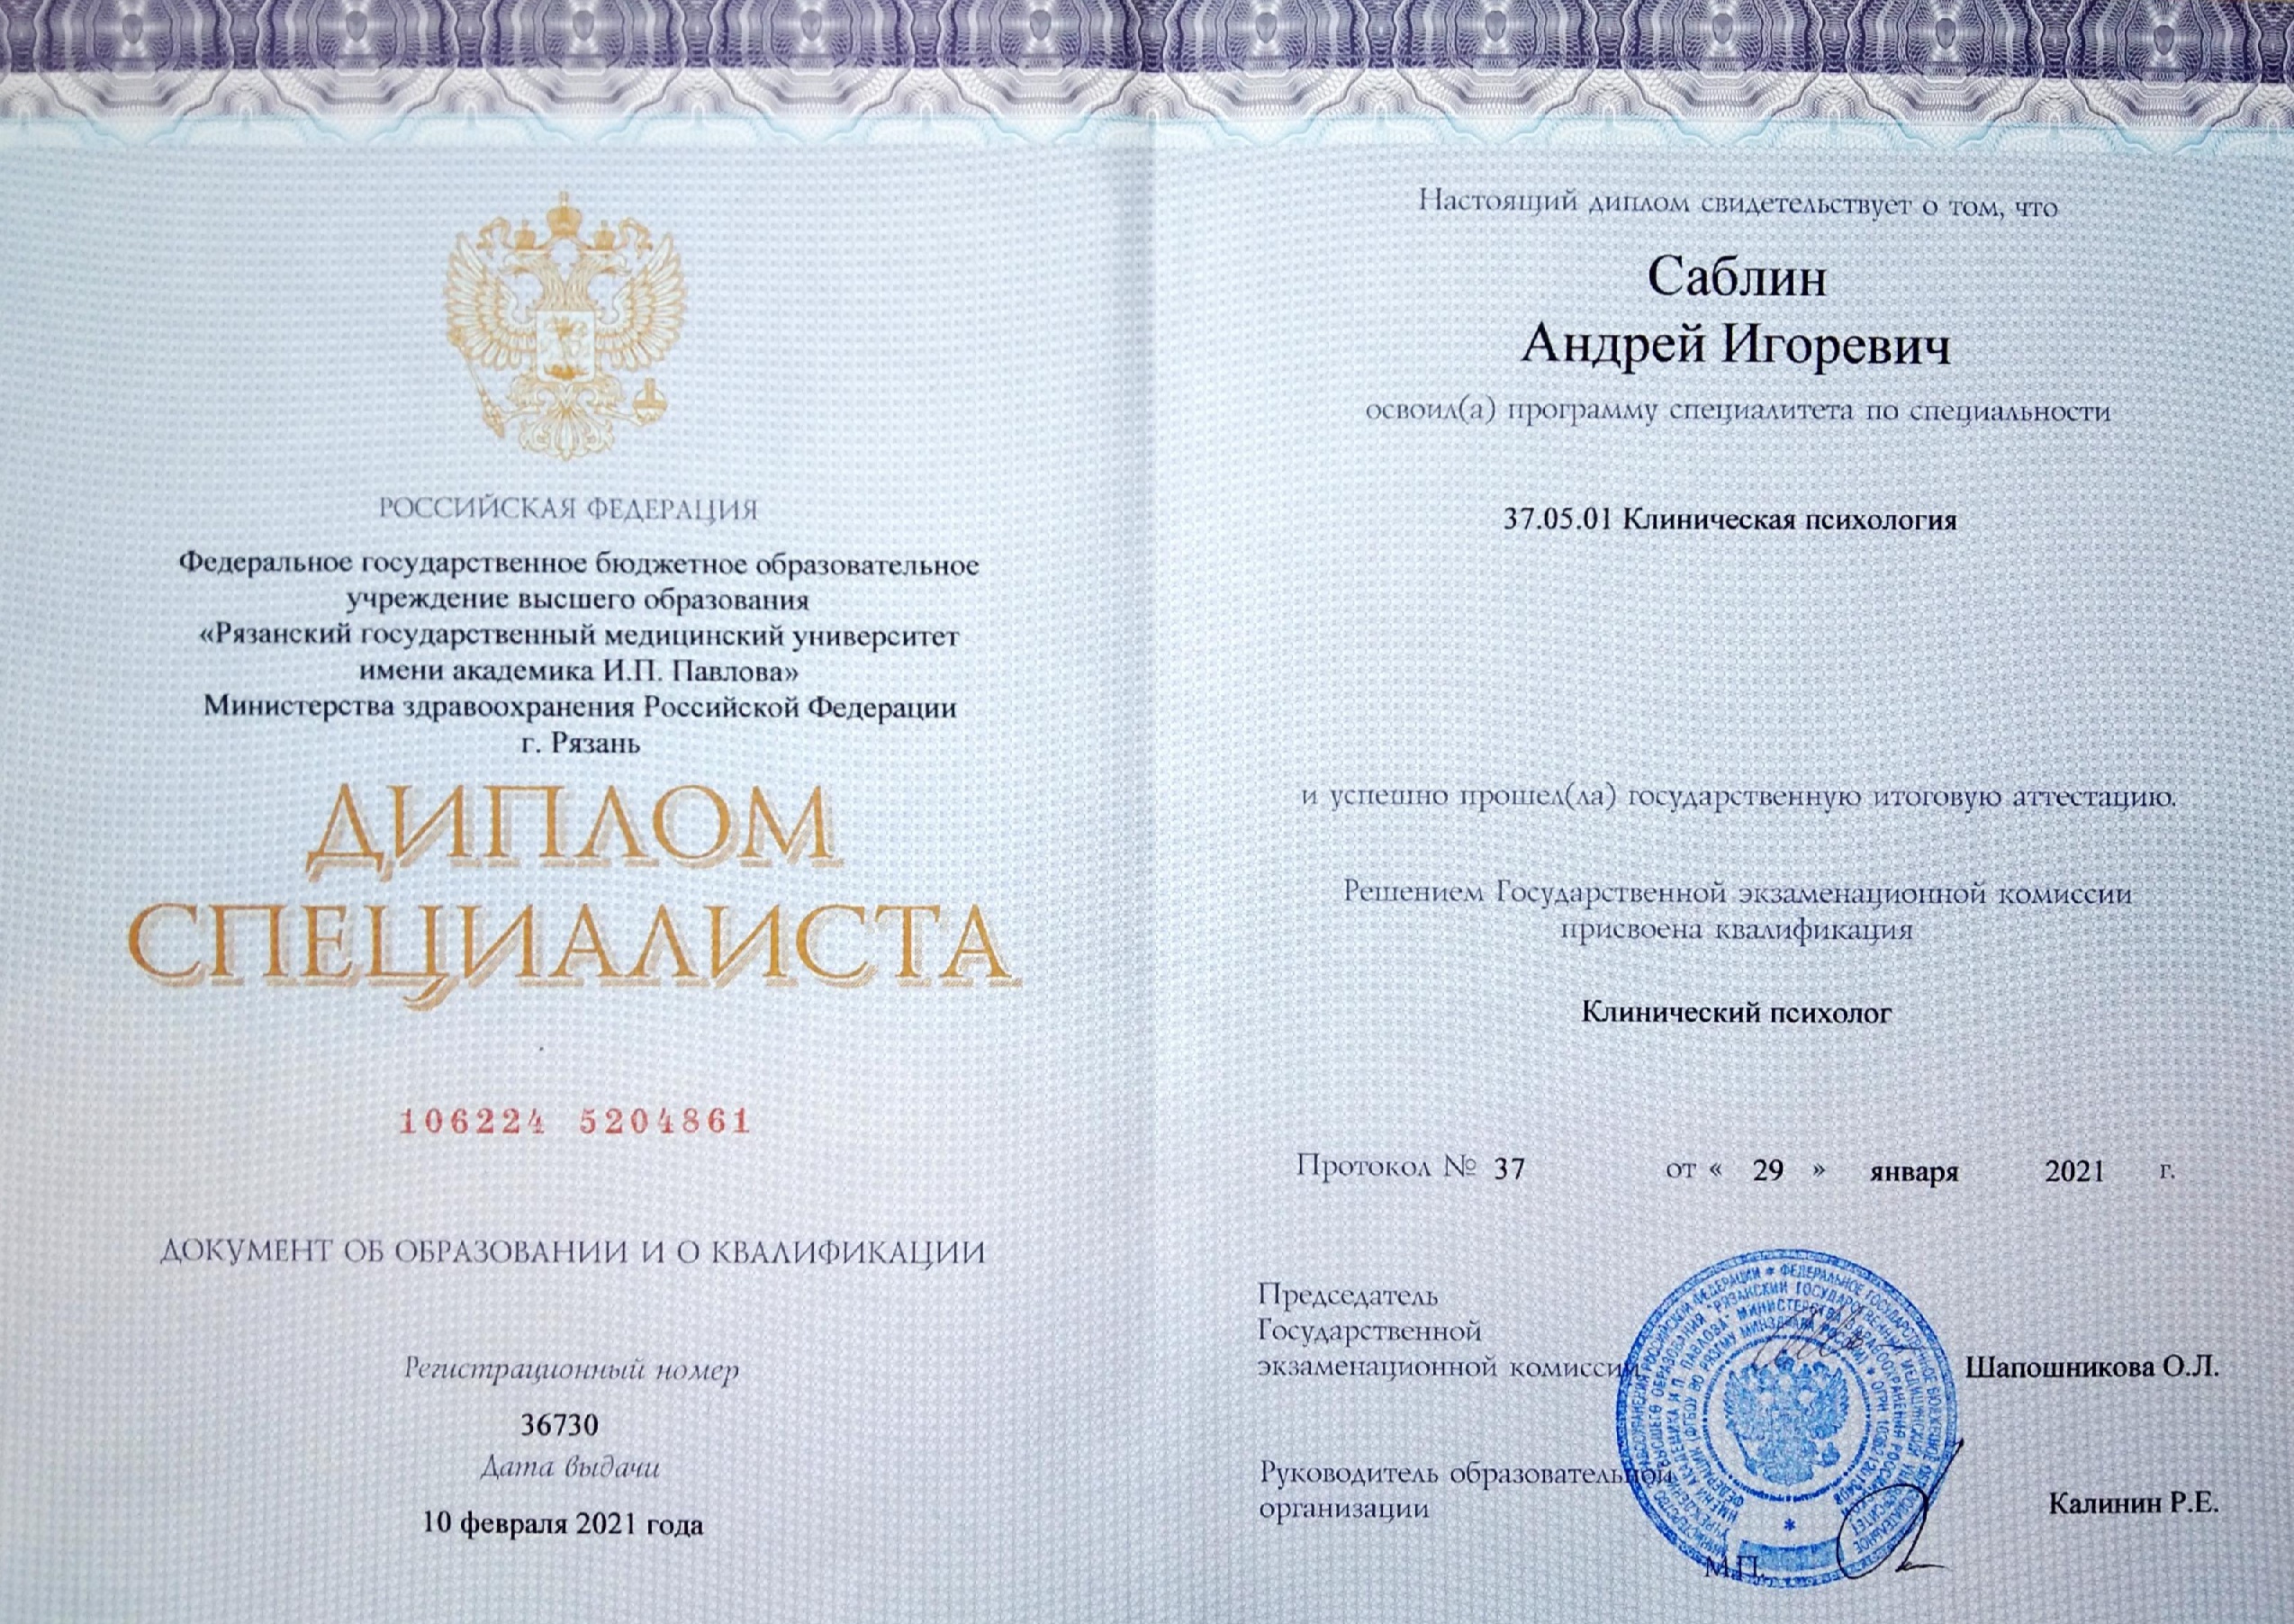 РОССИЙСКАЯ ФЕДЕРАЦИЯ
Федеральное государственное бюджетное образовательное
учреждение высшего образования
«Рязанский государственный медицинский университет
имени академика И.П. Павлова»
Министерства здравоохранения Российской Федерации
г. Рязань
ДИПЛОМ
СПЕЦИАЛИСТА
106224 5204861
ДОКУМЕНТ ОБ ОБРАЗОВАНИИ И О КВАЛИФИКАЦИИ
Регистрационный номер
36730
Дата выдачи
10 февраля 2021 года
Настоящий диплом свидетельствует о том, что
Саблин
Андрей Игоревич
освоил(а) программу специалитета по специальности
37.05.01 Клиническая психология
и успешно прошел(ла) государственную итоговую аттестацию.
Решением Государственной экзаменационной комиссии
присвоена квалификация
Клинический психолог
Протокол № 37 от « 29 » января 2021 г.
Председатель
Государственной
экзаменационной комиссии Шапошникова О.Л.
Руководитель образовательной
организации Калинин Р.Е.
М.П.